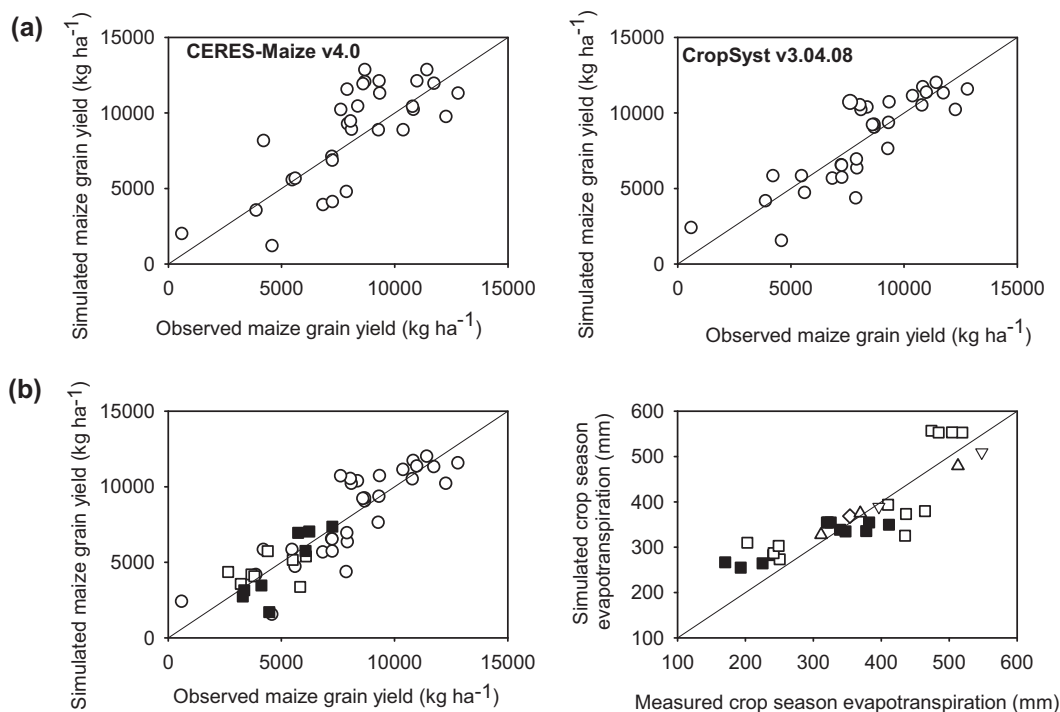 (a)
Simulated maize grain yield (kg ha-1)
15000
10000
5000
0
CERES-Maize v4.0
0 5000 10000 15000
Observed maize grain yield (kg ha-1)
Simulated maize grain yield (kg ha-1)
15000
10000
5000
0
CropSyst v3.04.08
0 5000 10000 15000
Observed maize grain yield (kg ha-1)
(b)
Simulated maize grain yield (kg ha-1)
15000
10000
5000
0
0 5000 10000 15000
Observed maize grain yield (kg ha-1)
Simulated crop season
evapotranspiration (mm)
600
500
400
300
200
100
100 200 300 400 500 600
Measured crop season evapotranspiration (mm)